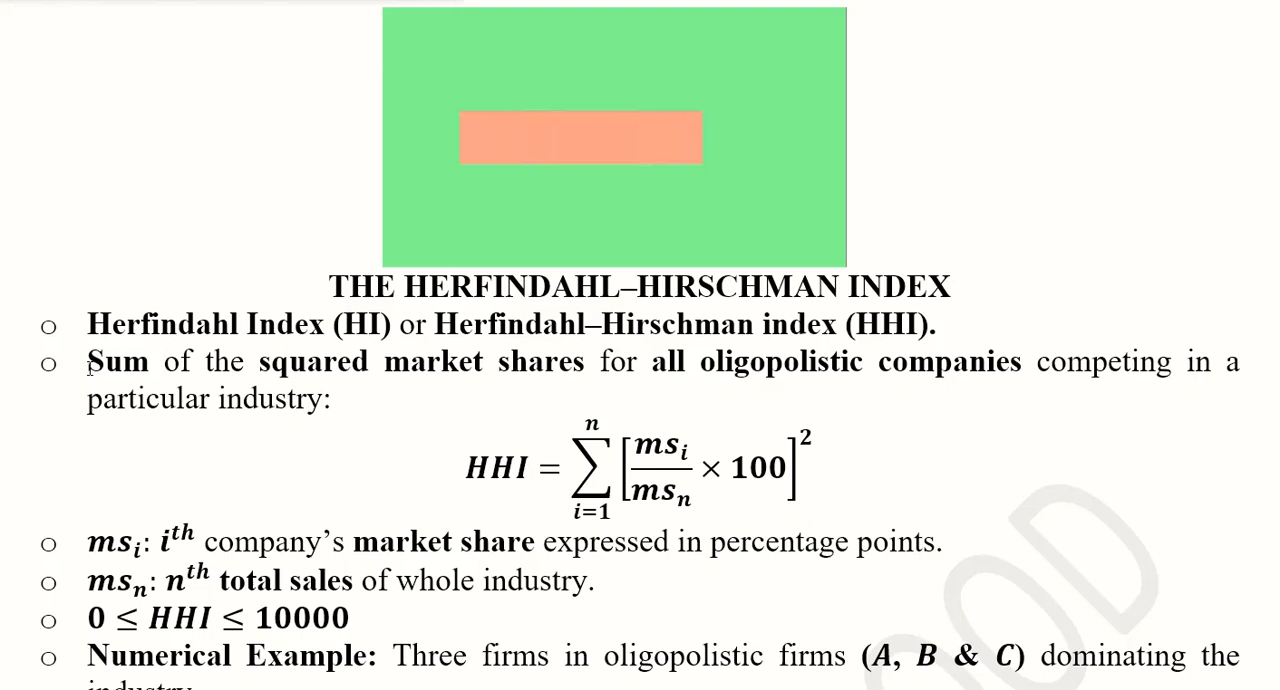 THE HERFINDAHL–HIRSCHMAN INDEX
o Herfindahl Index (HI) or Herfindahl–Hirschman index (HHI).
o Sum of the squared market shares for all oligopolistic companies competing in a
particular industry:
HHI = ∑_{i=1}^{n} [ms_i / ms_n × 100]^2
o ms_i: i^{th} company’s market share expressed in percentage points.
o ms_n: n^{th} total sales of whole industry.
o 0 ≤ HHI ≤ 10000
o Numerical Example: Three firms in oligopolistic firms (A, B & C) dominating the